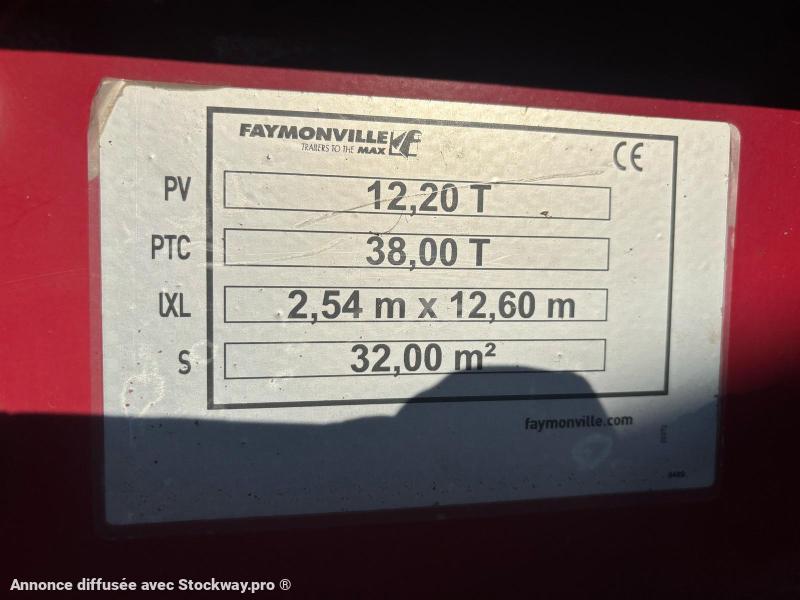 FAYMONVILLE
TRAILERS TO THE MAX
CE
PV 12,20 T
PTC 38,00 T
lXL 2,54 m x 12,60 m
S 32,00 m²
faymonville.com
Annonce diffusée avec Stockway.pro ®